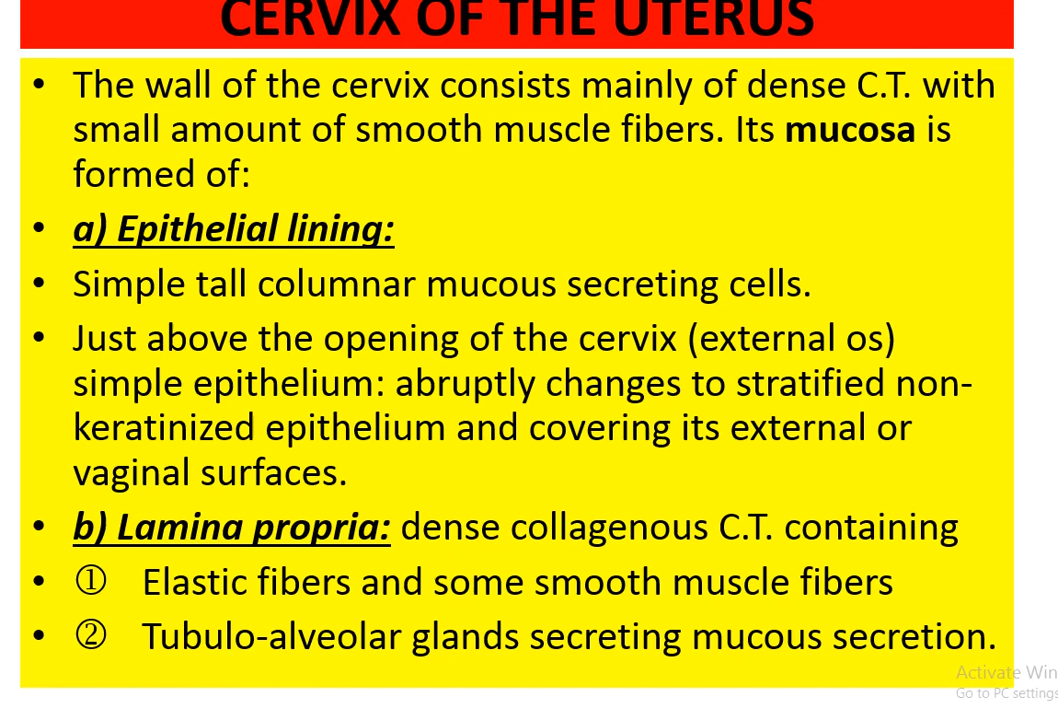 CERVIX OF THE UTERUS
• The wall of the cervix consists mainly of dense C.T. with
small amount of smooth muscle fibers. Its mucosa is
formed of:
• a) Epithelial lining:
• Simple tall columnar mucous secreting cells.
• Just above the opening of the cervix (external os)
simple epithelium: abruptly changes to stratified non-
keratinized epithelium and covering its external or
vaginal surfaces.
• b) Lamina propria: dense collagenous C.T. containing
• ① Elastic fibers and some smooth muscle fibers
• ② Tubulo-alveolar glands secreting mucous secretion.
Activate Win
Go to PC settings